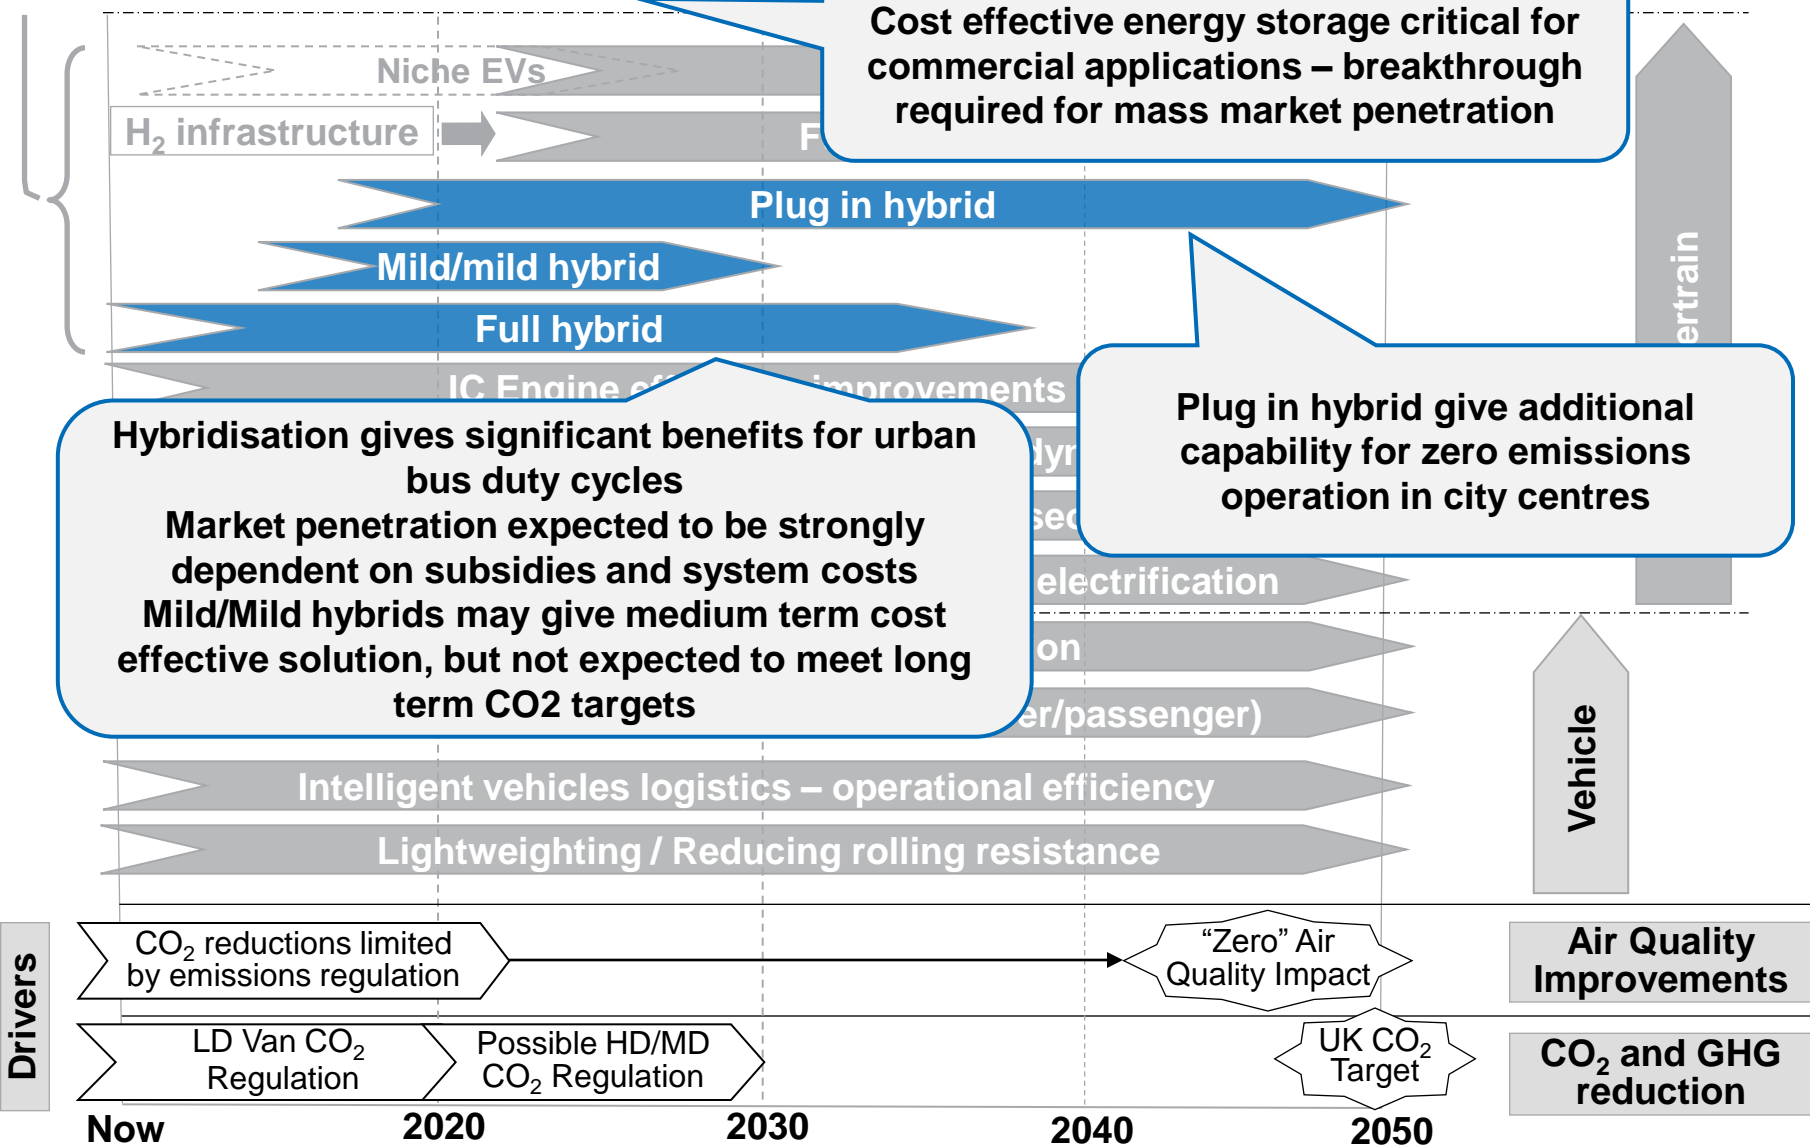 Cost effective energy storage critical for
commercial applications – breakthrough
required for mass market penetration
Niche EVs
H₂ infrastructure
Plug in hybrid
Mild/mild hybrid
Full hybrid
IC Engine improvements
Hybridisation gives significant benefits for urban
bus duty cycles
Market penetration expected to be strongly
dependent on subsidies and system costs
Mild/Mild hybrids may give medium term cost
effective solution, but not expected to meet long
term CO2 targets
Plug in hybrid give additional
capability for zero emissions
operation in city centres
electrification
er/passenger)
Intelligent vehicles logistics – operational efficiency
Lightweighting / Reducing rolling resistance
Vehicle
Drivers
CO₂ reductions limited
by emissions regulation
“Zero” Air
Quality Impact
Air Quality
Improvements
LD Van CO₂
Regulation
Possible HD/MD
CO₂ Regulation
UK CO₂
Target
CO₂ and GHG
reduction
Now
2020
2030
2040
2050